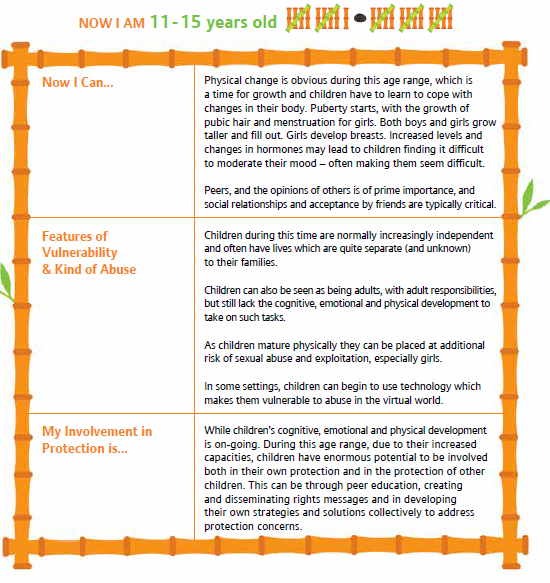 NOW I AM 11-15 years old
Now I Can...
Physical change is obvious during this age range, which is
a time for growth and children have to learn to cope with
changes in their body. Puberty starts, with the growth of
pubic hair and menstruation for girls. Both boys and girls grow
taller and fill out. Girls develop breasts. Increased levels and
changes in hormones may lead to children finding it difficult
to moderate their mood – often making them seem difficult.
Peers, and the opinions of others is of prime importance, and
social relationships and acceptance by friends are typically critical.
Features of
Vulnerability
& Kind of Abuse
Children during this time are normally increasingly independent
and often have lives which are quite separate (and unknown)
to their families.
Children can also be seen as being adults, with adult responsibilities,
but still lack the cognitive, emotional and physical development to
take on such tasks.
As children mature physically they can be placed at additional
risk of sexual abuse and exploitation, especially girls.
In some settings, children can begin to use technology which
makes them vulnerable to abuse in the virtual world.
My Involvement in
Protection is...
While children's cognitive, emotional and physical development
is on-going. During this age range, due to their increased
capacities, children have enormous potential to be involved
both in their own protection and in the protection of other
children. This can be through peer education, creating
and disseminating rights messages and in developing
their own strategies and solutions collectively to address
protection concerns.